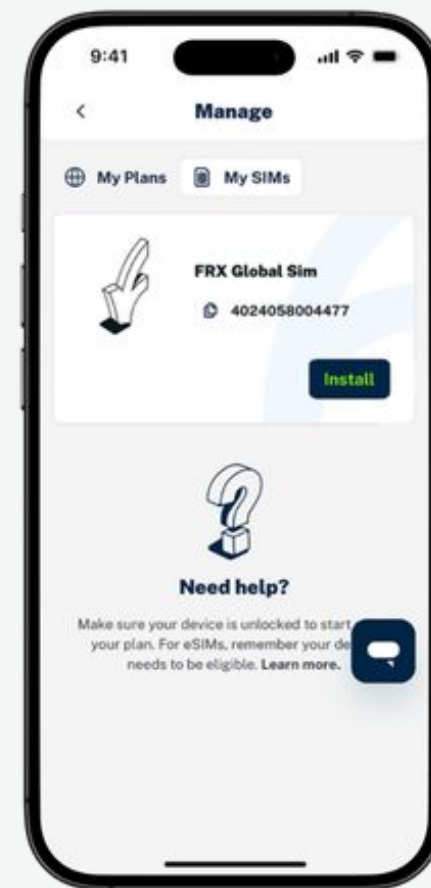 9:41
Manage
My Plans My SIMs
FRX Global Sim
4024058004477
Install
Need help?
Make sure your device is unlocked to start
your plan. For eSIMs, remember your de
needs to be eligible. Learn more.